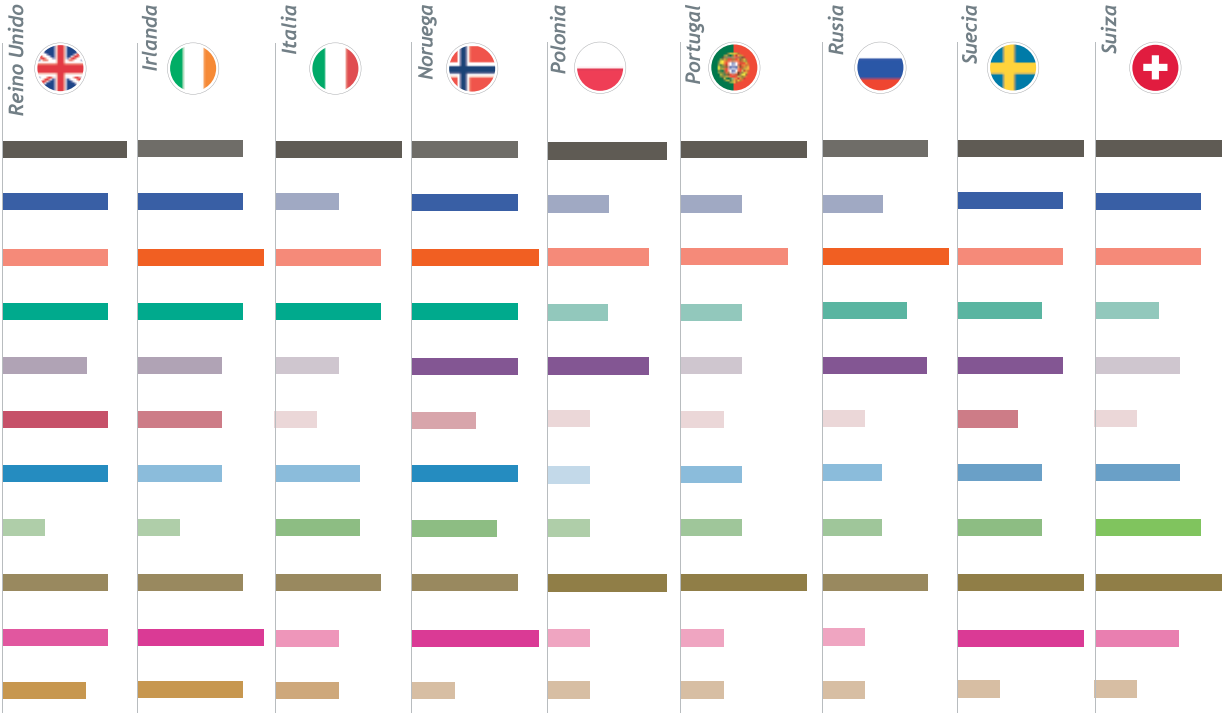 Reino Unido
Irlanda
Italia
Noruega
Polonia
Portugal
Rusia
Suecia
Suiza